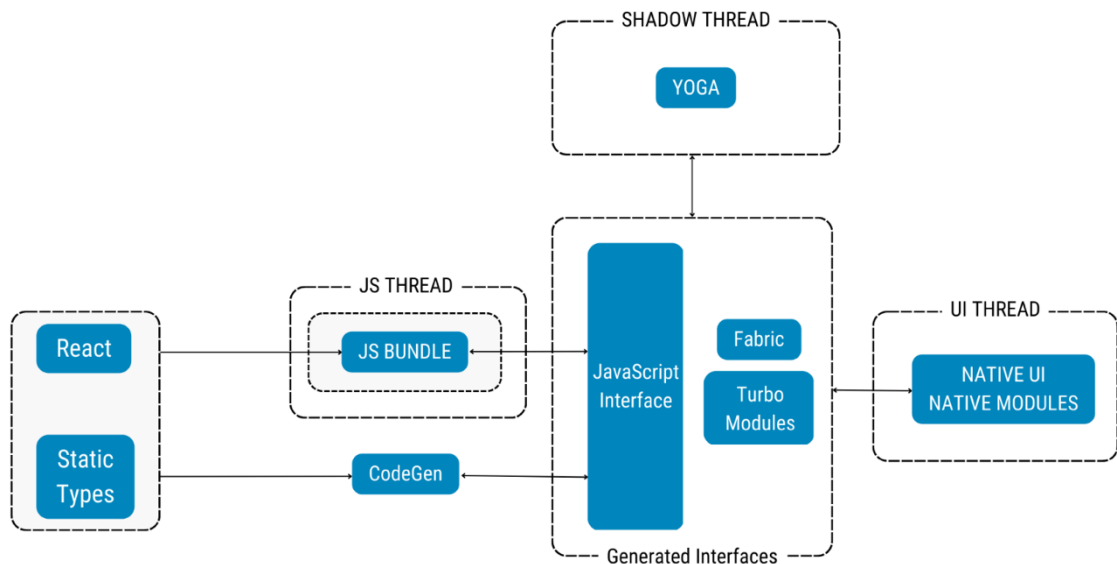 SHADOW THREAD
YOGA
JS THREAD
UI THREAD
React
JS BUNDLE
Fabric
JavaScript
Interface
NATIVE UI
NATIVE MODULES
Turbo
Modules
Static
Types
CodeGen
Generated Interfaces